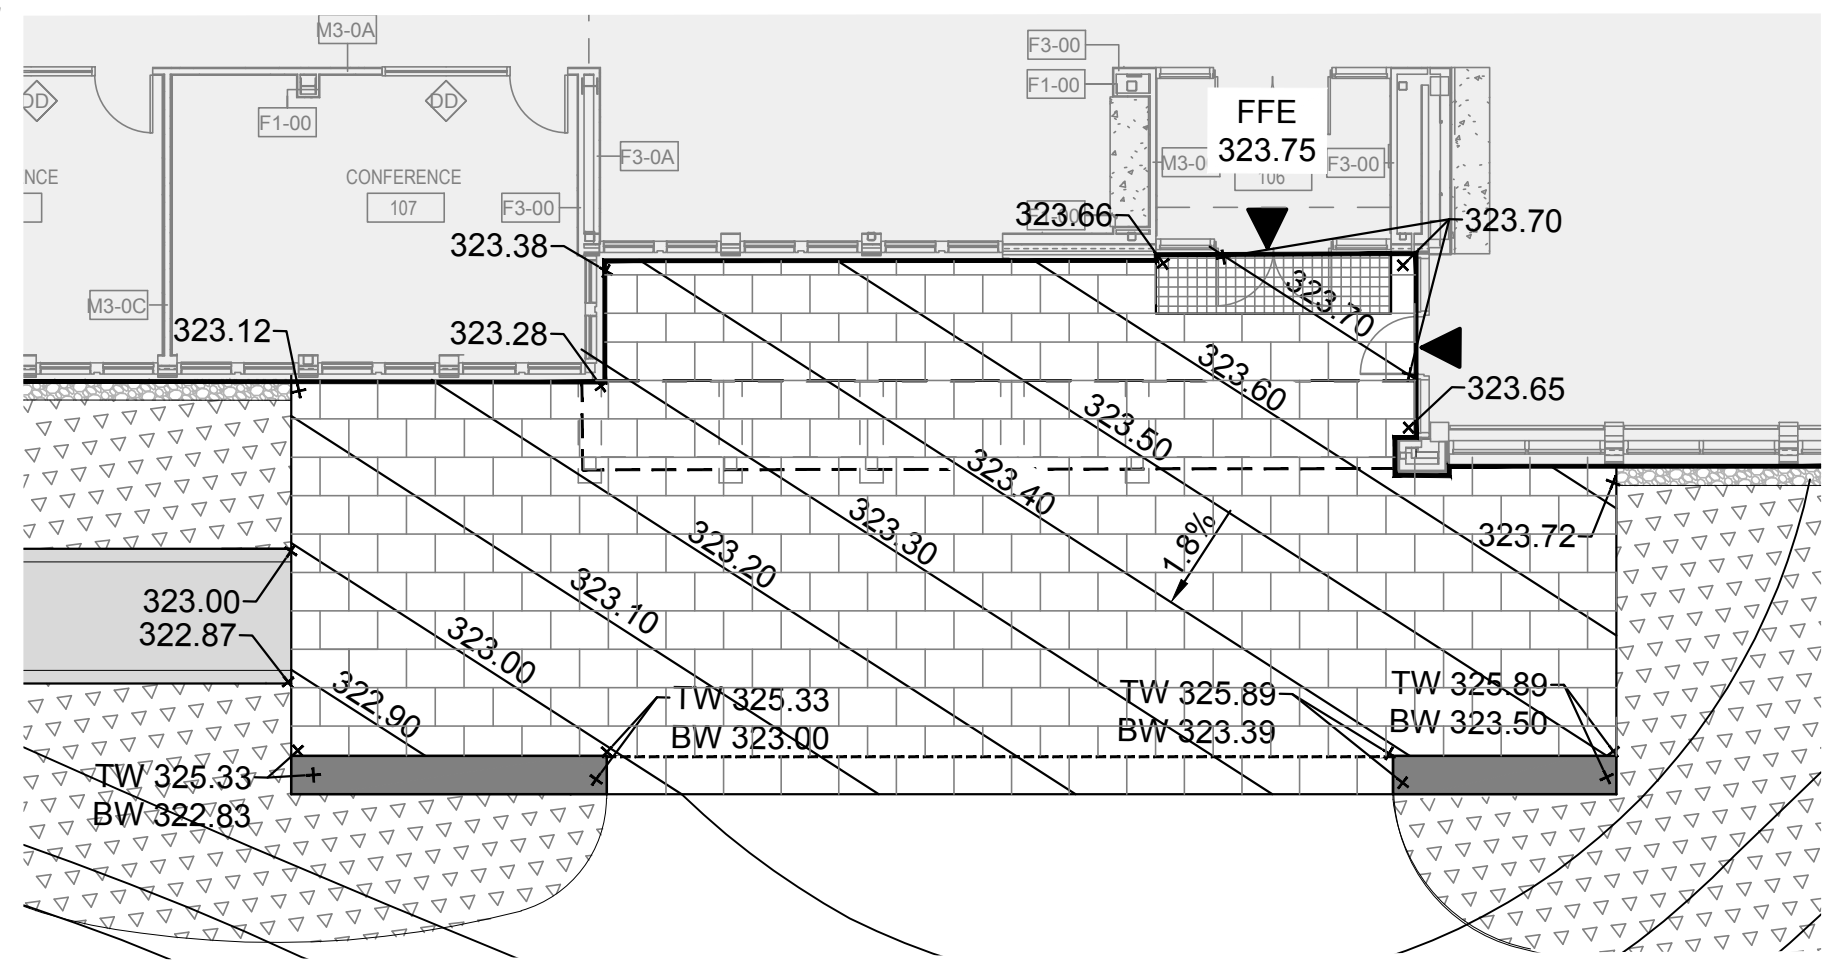 M3-0A
F3-00
F1-00
DD
DD
F1-00
FFE
323.75
F3-0A
M3-0
F3-00
NCE
CONFERENCE
106
107
F3-00
323.66
323.70
323.38
323.70
M3-0C
323.12
323.28
323.60
323.65
323.50
323.40
323.30
323.20
1.8%
323.72
323.10
323.00
323.00
322.87
322.90
TW 325.33
BW 323.00
TW 325.89
BW 323.39
TW 325.89
BW 323.50
TW 325.33
BW 322.83